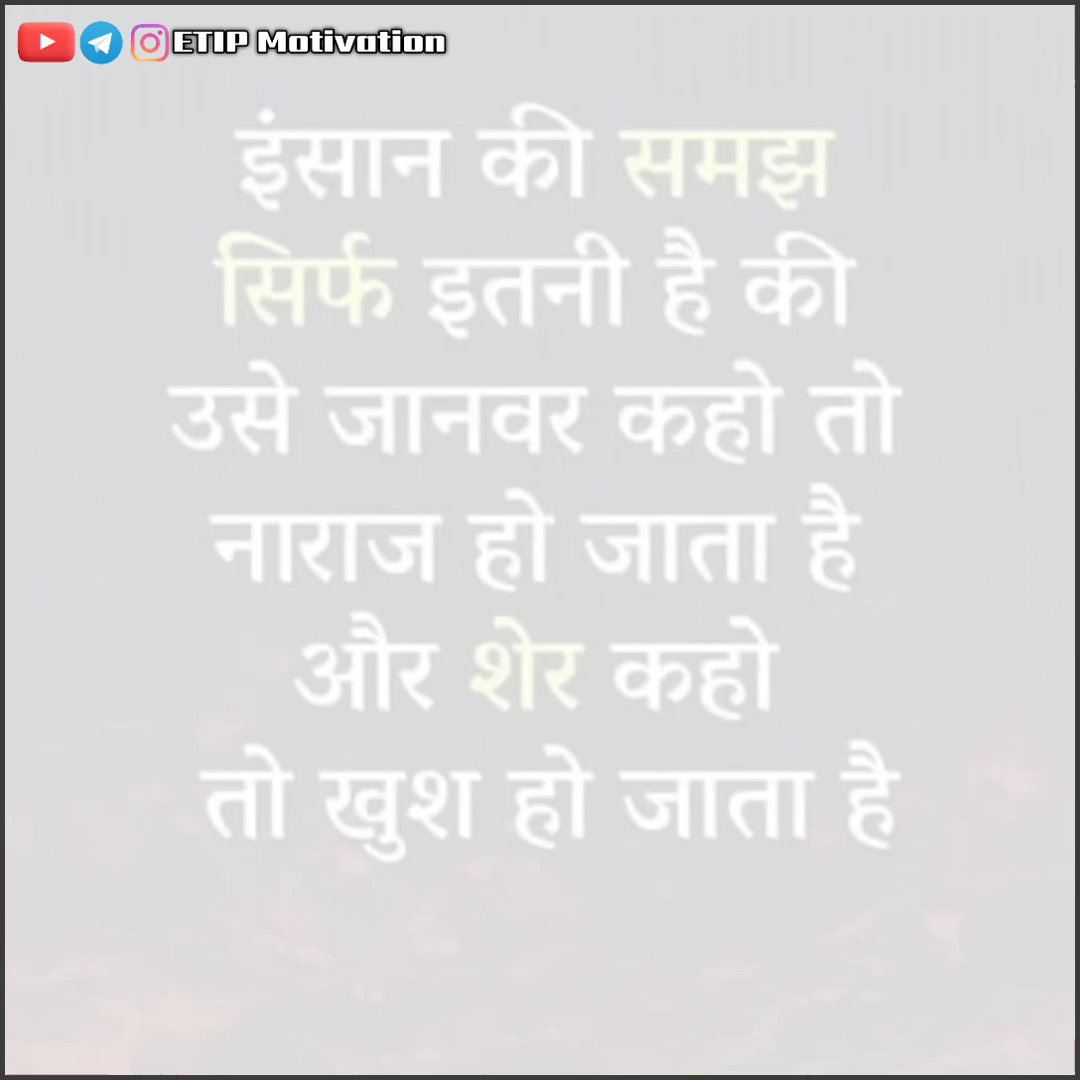 ETIP Motivation
इंसान की समझ
सिर्फ इतनी है की
उसे जानवर कहो तो
नाराज हो जाता है
और शेर कहो
तो खुश हो जाता है